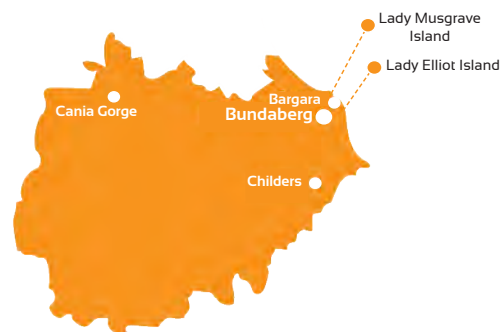 Lady Musgrave
Island
Lady Elliot Island
Bargara
Cania Gorge
Bundaberg
Childers